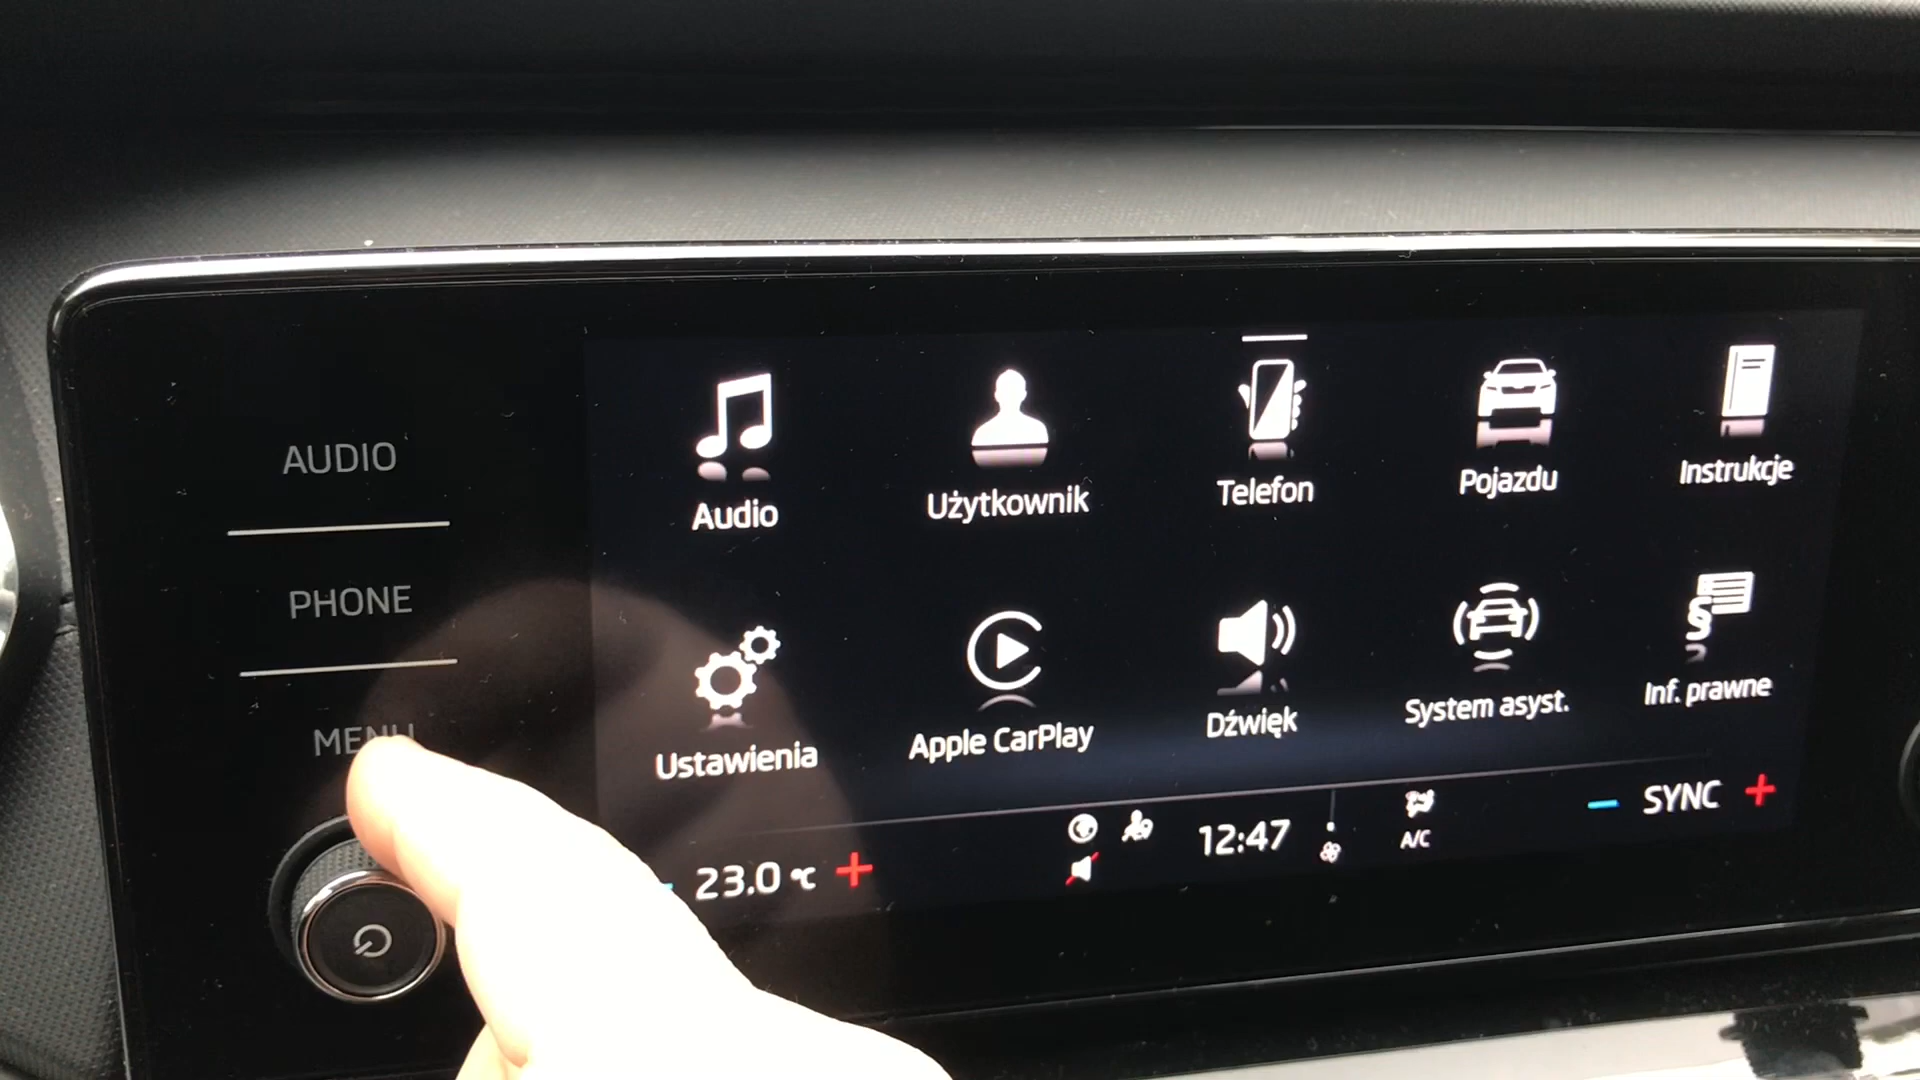 AUDIO
PHONE
MENU
Audio
Użytkownik
Telefon
Pojazdu
Instrukcje
Ustawienia
Apple CarPlay
Dźwięk
System asyst.
Inf. prawne
23.0 °C +
12:47
A/C
- SYNC +